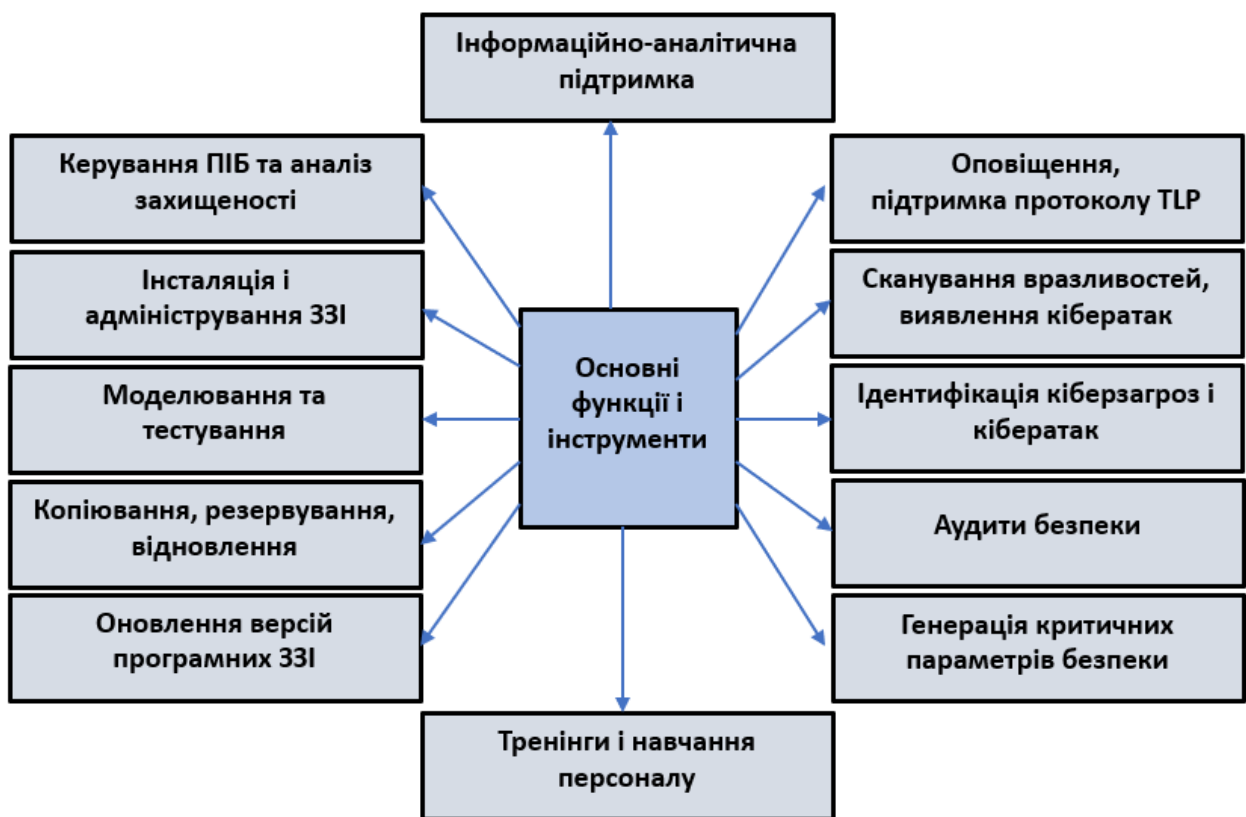 Інформаційно-аналітична
підтримка
Керування ПІБ та аналіз
захищеності
Інсталяція і
адміністрування ЗЗІ
Моделювання та
тестування
Копіювання, резервування,
відновлення
Оновлення версій
програмних ЗЗІ
Основні
функції і
інструменти
Оповіщення,
підтримка протоколу TLP
Сканування вразливостей,
виявлення кібератак
Ідентифікація кіберзагроз і
кібератак
Аудити безпеки
Генерація критичних
параметрів безпеки
Тренінги і навчання
персоналу